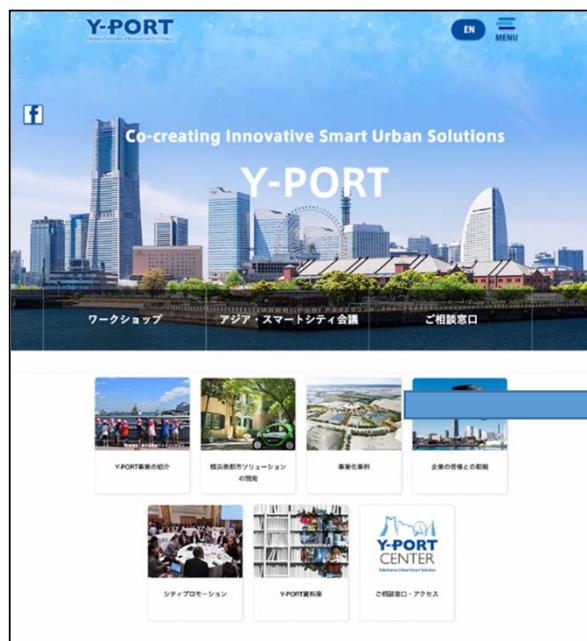 Y-PORT
EN
MENU
f
Co-creating Innovative Smart Urban Solutions
Y-PORT
ワークショップ
アジア・スマートシティ会議
ご相談窓口
Y-PORT事業の紹介
横浜発都市ソリューション
の開発
事業化事例
企業の皆様との取組
シティプロモーション
Y-PORT資料庫
Y-PORT
CENTER
Yokohama Urban Smart Solution
ご相談窓口・アクセス